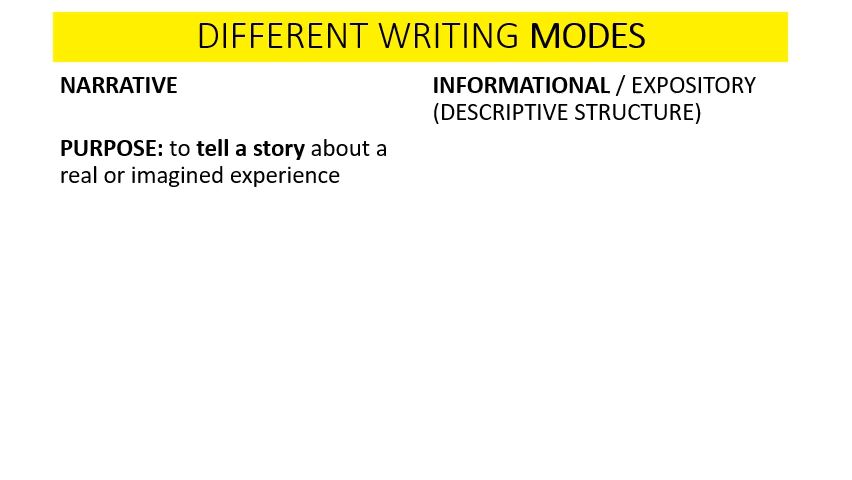 DIFFERENT WRITING MODES
NARRATIVE
PURPOSE: to tell a story about a
real or imagined experience
INFORMATIONAL / EXPOSITORY
(DESCRIPTIVE STRUCTURE)